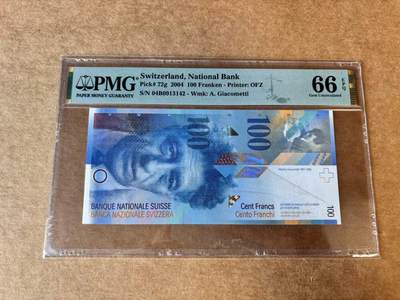 PMG
PAPER MONEY GUARANTY
Switzerland, National Bank
Pick# 72g 2004 100 Franken - Printer: OFZ
S/N 04B0013142 - Wmk: A. Giacometti
66 EPQ
Gem Uncirculated
100
100
BANQUE NATIONALE SUISSE
BANCA NAZIONALE SVIZZERA
Cent Francs
Cento Franchi
100